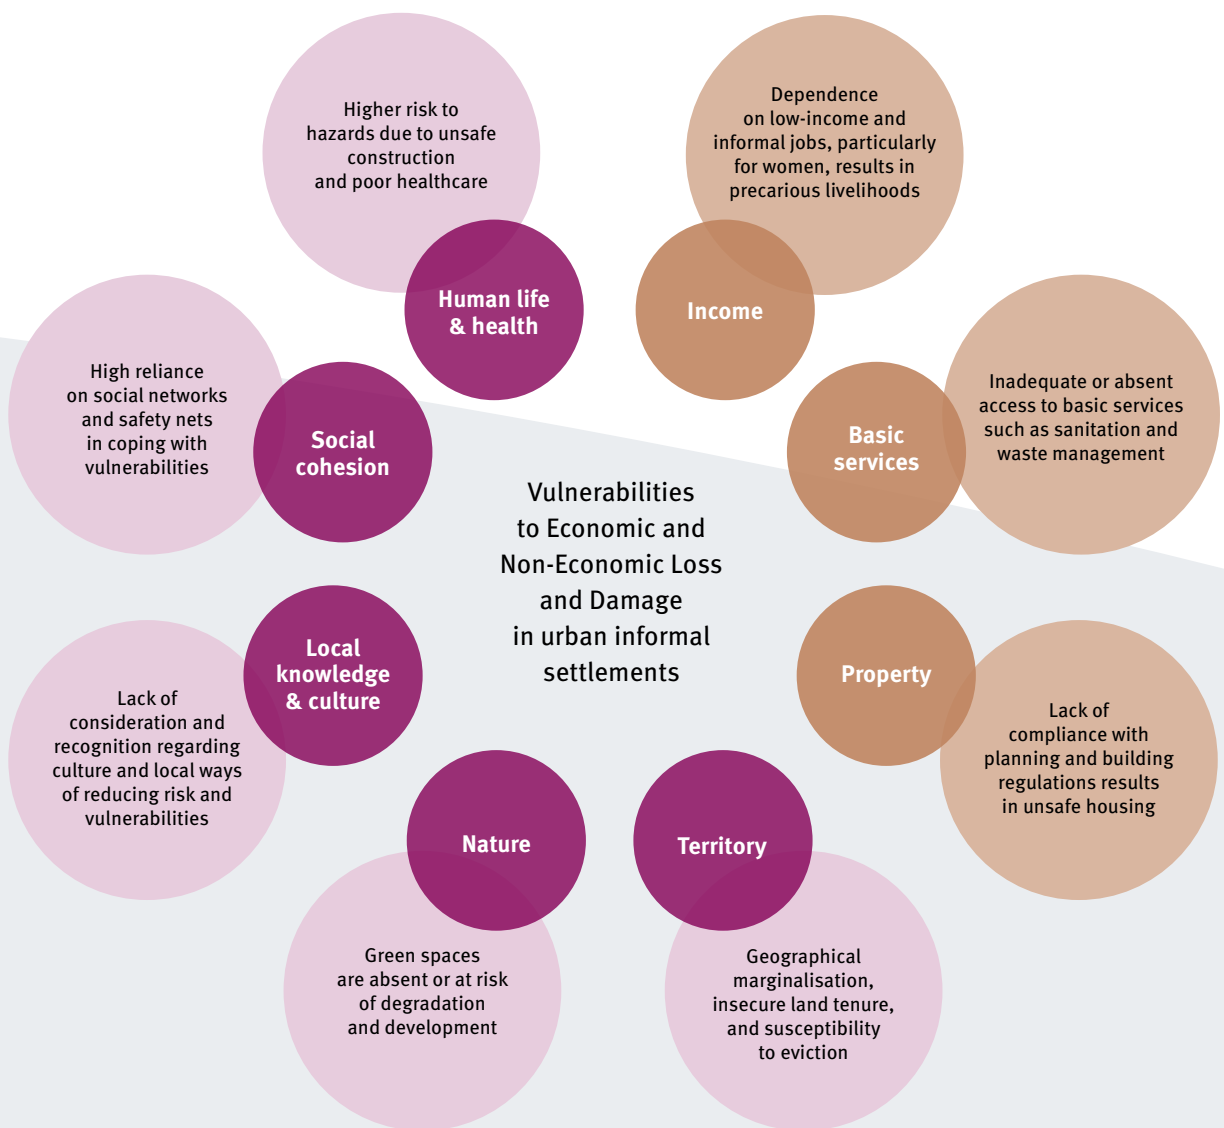 Higher risk to
hazards due to unsafe
construction
and poor healthcare
Human life
& health
Dependence
on low-income and
informal jobs, particularly
for women, results in
precarious livelihoods
Income
High reliance
on social networks
and safety nets
in coping with
vulnerabilities
Social
cohesion
Basic
services
Inadequate or absent
access to basic services
such as sanitation and
waste management
Vulnerabilities
to Economic and
Non-Economic Loss
and Damage
in urban informal
settlements
Local
knowledge
& culture
Lack of
consideration and
recognition regarding
culture and local ways
of reducing risk and
vulnerabilities
Property
Lack of
compliance with
planning and building
regulations results
in unsafe housing
Nature
Green spaces
are absent or at risk
of degradation
and development
Territory
Geographical
marginalisation,
insecure land tenure,
and susceptibility
to eviction